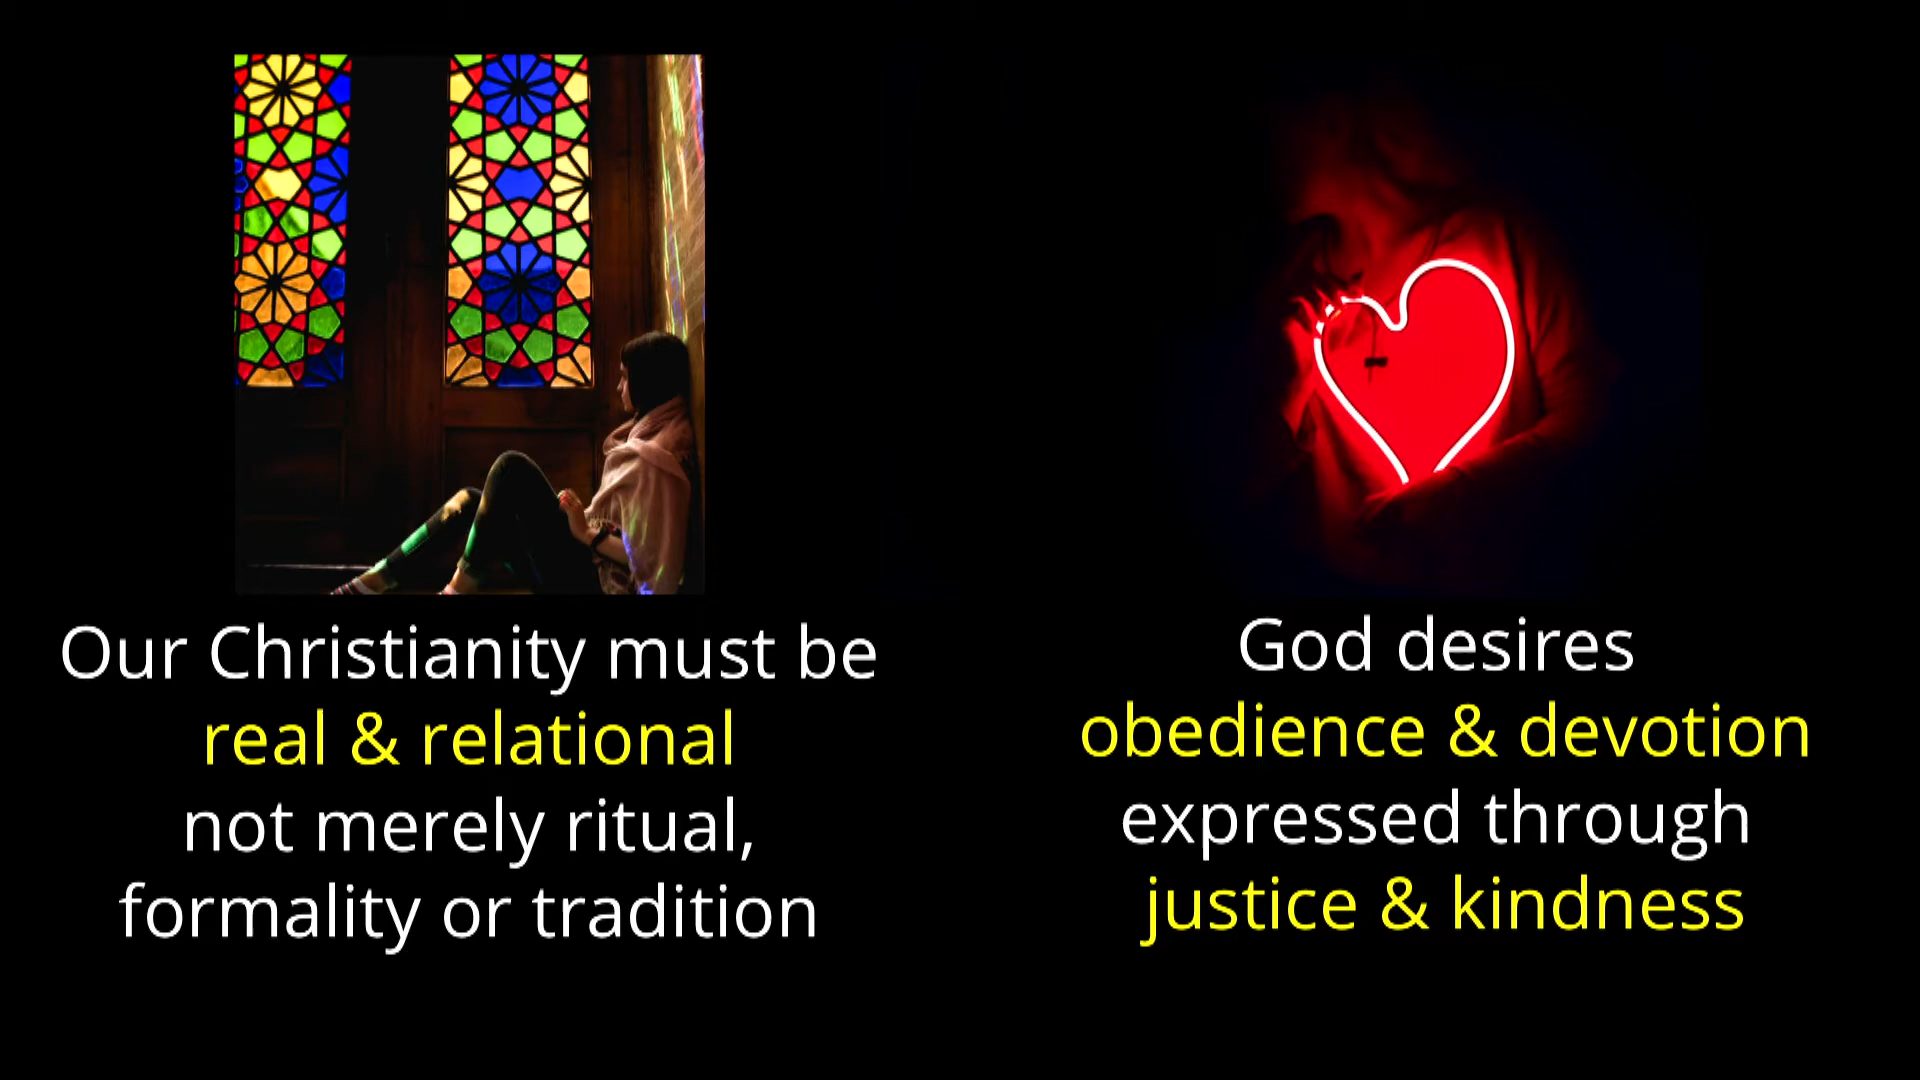 Our Christianity must be
real & relational
not merely ritual,
formality or tradition
God desires
obedience & devotion
expressed through
justice & kindness